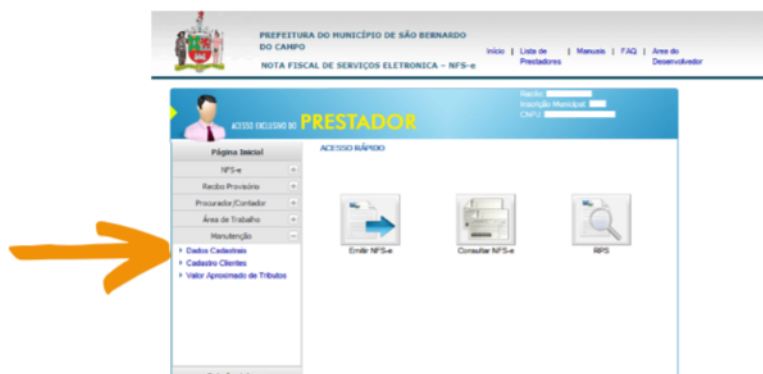 PREFEITURA DO MUNICÍPIO DE SÃO BERNARDO
DO CAMPO
NOTA FISCAL DE SERVIÇOS ELETRONICA - NFS-e
Início | Lista de Prestadores | Manuais | FAQ | Area do Desenvolvedor
Razão:
Inscrição Municipal:
CNPJ:
ACESSO EXCLUSIVO DO PRESTADOR
Página Inicial
ACESSO RÁPIDO
NFS-e
Recibo Provisório
Procurador/Contador
Área de Trabalho
Manutenção
Dados Cadastrais
Cadastro Clientes
Valor Aproximado de Tributos
Emitir NFS-e
Consultar NFS-e
RPS